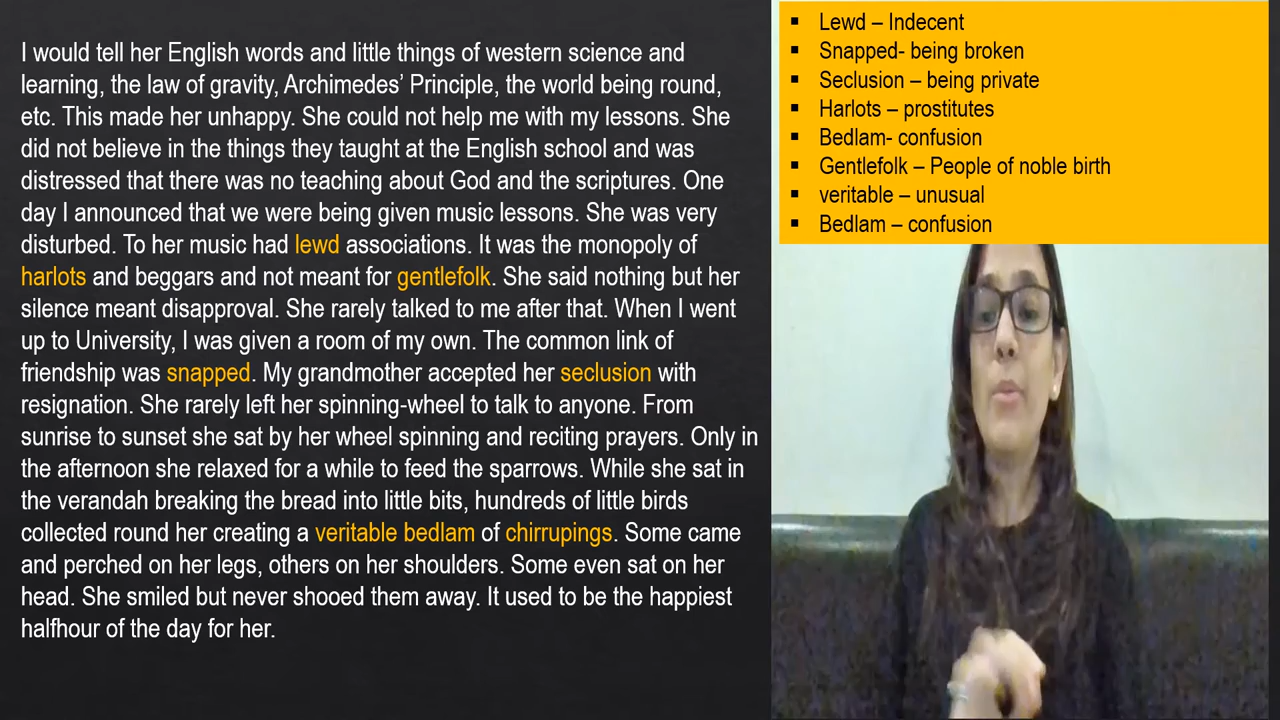 I would tell her English words and little things of western science and
learning, the law of gravity, Archimedes’ Principle, the world being round,
etc. This made her unhappy. She could not help me with my lessons. She
did not believe in the things they taught at the English school and was
distressed that there was no teaching about God and the scriptures. One
day I announced that we were being given music lessons. She was very
disturbed. To her music had lewd associations. It was the monopoly of
harlots and beggars and not meant for gentlefolk. She said nothing but her
silence meant disapproval. She rarely talked to me after that. When I went
up to University, I was given a room of my own. The common link of
friendship was snapped. My grandmother accepted her seclusion with
resignation. She rarely left her spinning-wheel to talk to anyone. From
sunrise to sunset she sat by her wheel spinning and reciting prayers. Only in
the afternoon she relaxed for a while to feed the sparrows. While she sat in
the verandah breaking the bread into little bits, hundreds of little birds
collected round her creating a veritable bedlam of chirrupings. Some came
and perched on her legs, others on her shoulders. Some even sat on her
head. She smiled but never shooed them away. It used to be the happiest
halfhour of the day for her.
▪ Lewd – Indecent
▪ Snapped- being broken
▪ Seclusion – being private
▪ Harlots – prostitutes
▪ Bedlam- confusion
▪ Gentlefolk – People of noble birth
▪ veritable – unusual
▪ Bedlam – confusion